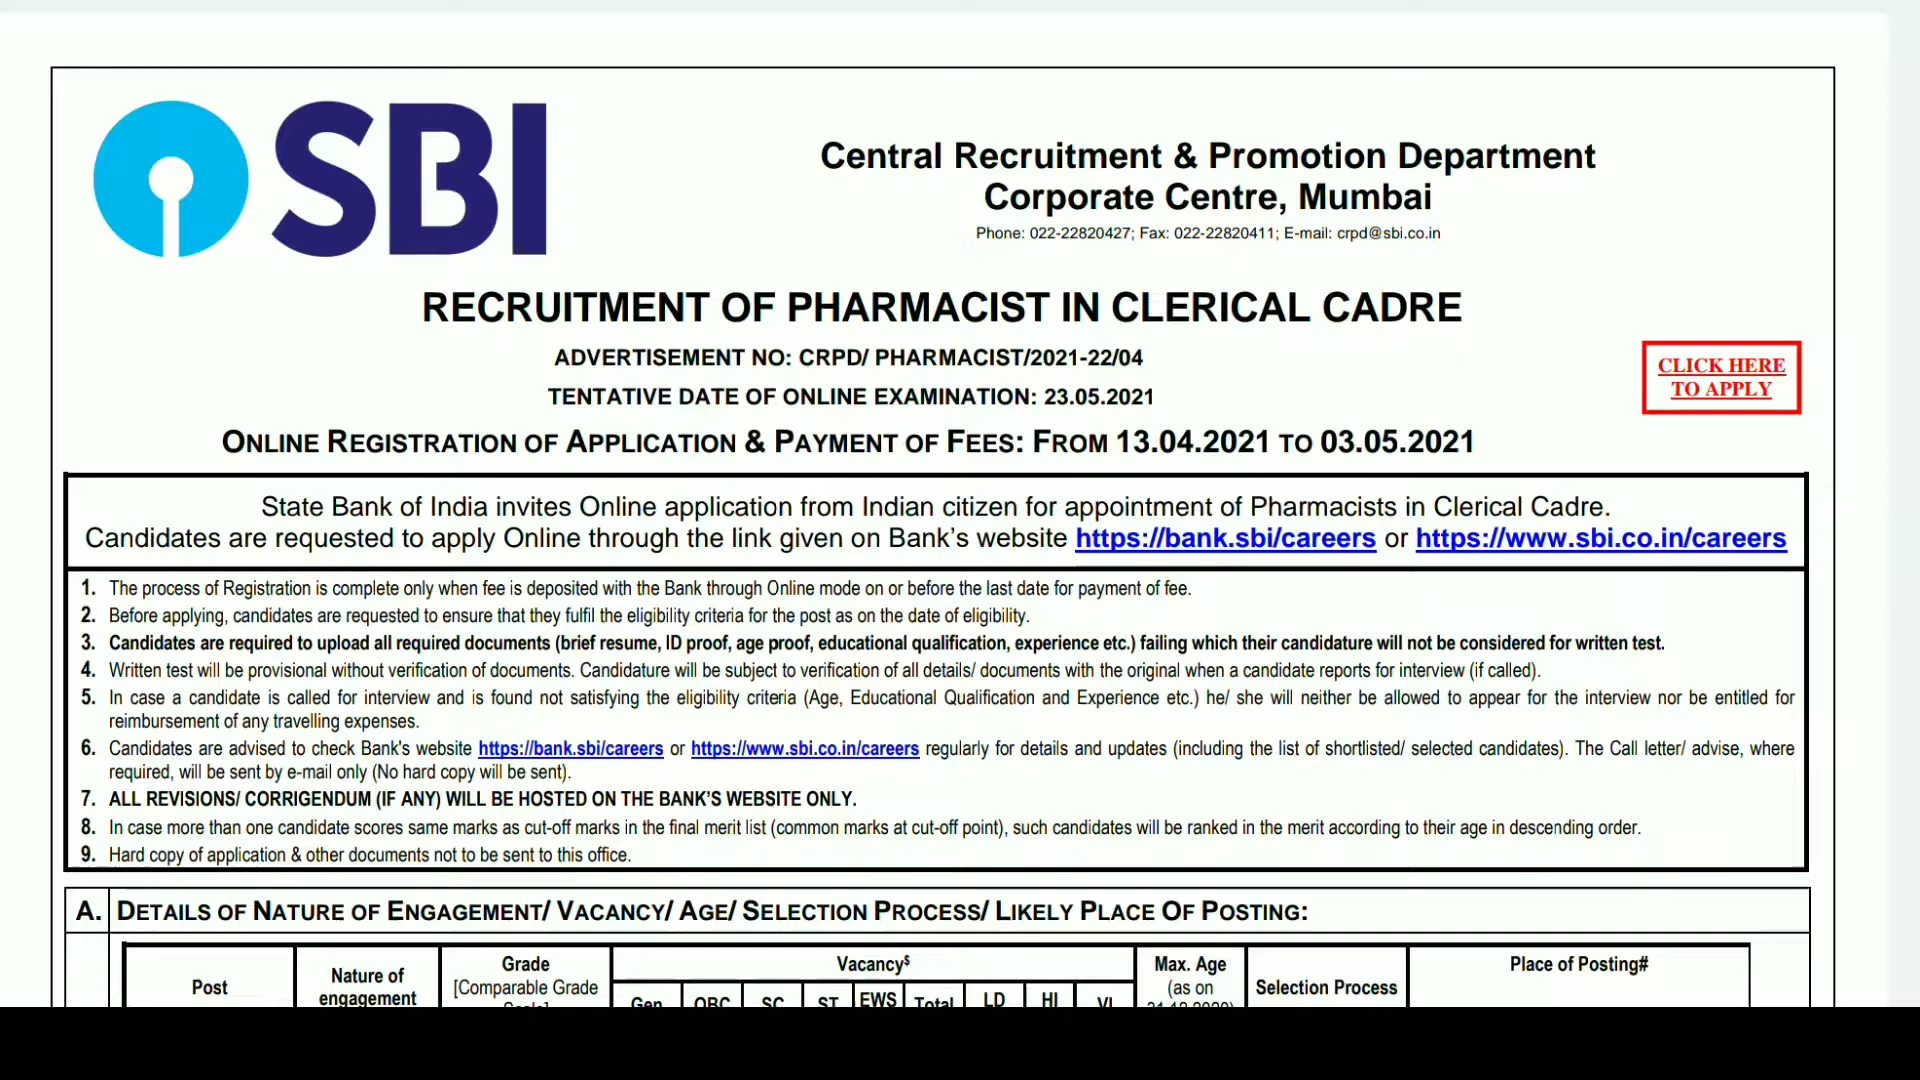 SBI
Central Recruitment & Promotion Department
Corporate Centre, Mumbai
Phone: 022-22820427; Fax: 022-22820411; E-mail: crpd@sbi.co.in
RECRUITMENT OF PHARMACIST IN CLERICAL CADRE
ADVERTISEMENT NO: CRPD/ PHARMACIST/2021-22/04
CLICK HERE
TO APPLY
TENTATIVE DATE OF ONLINE EXAMINATION: 23.05.2021
ONLINE REGISTRATION OF APPLICATION & PAYMENT OF FEES: FROM 13.04.2021 TO 03.05.2021
State Bank of India invites Online application from Indian citizen for appointment of Pharmacists in Clerical Cadre.
Candidates are requested to apply Online through the link given on Bank's website https://bank.sbi/careers or https://www.sbi.co.in/careers
1. The process of Registration is complete only when fee is deposited with the Bank through Online mode on or before the last date for payment of fee.
2. Before applying, candidates are requested to ensure that they fulfil the eligibility criteria for the post as on the date of eligibility.
3. Candidates are required to upload all required documents (brief resume, ID proof, age proof, educational qualification, experience etc.) failing which their candidature will not be considered for written test.
4. Written test will be provisional without verification of documents. Candidature will be subject to verification of all details/ documents with the original when a candidate reports for interview (if called).
5. In case a candidate is called for interview and is found not satisfying the eligibility criteria (Age, Educational Qualification and Experience etc.) he/ she will neither be allowed to appear for the interview nor be entitled for
reimbursement of any travelling expenses.
6. Candidates are advised to check Bank's website https://bank.sbi/careers or https://www.sbi.co.in/careers regularly for details and updates (including the list of shortlisted/ selected candidates). The Call letter/ advise, where
required, will be sent by e-mail only (No hard copy will be sent).
7. ALL REVISIONS/ CORRIGENDUM (IF ANY) WILL BE HOSTED ON THE BANK'S WEBSITE ONLY.
8. In case more than one candidate scores same marks as cut-off marks in the final merit list (common marks at cut-off point), such candidates will be ranked in the merit according to their age in descending order.
9. Hard copy of application & other documents not to be sent to this office.
A. DETAILS OF NATURE OF ENGAGEMENT/ VACANCY/ AGE/ SELECTION PROCESS/ LIKELY PLACE OF POSTING:
Post
Nature of
engagement
Grade
[Comparable Grade
Scale]
Vacancy$
Gen OBC SC ST EWS Total LD HI VI
Max. Age
(as on
31.12.2020)
Selection Process
Place of Posting#